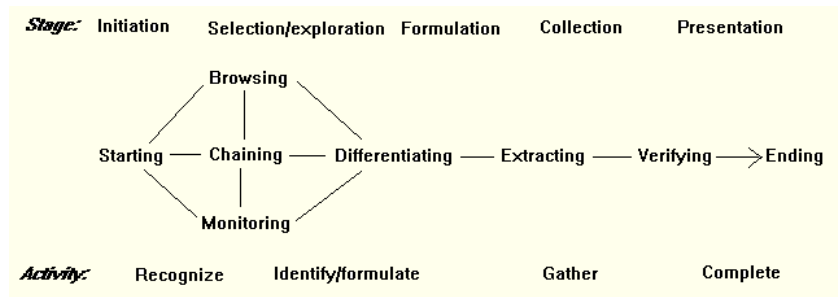 Stage: Initiation Selection/exploration Formulation Collection Presentation
Browsing
Starting Chaining Differentiating Extracting Verifying Ending
Monitoring
Activity: Recognize Identify/formulate Gather Complete